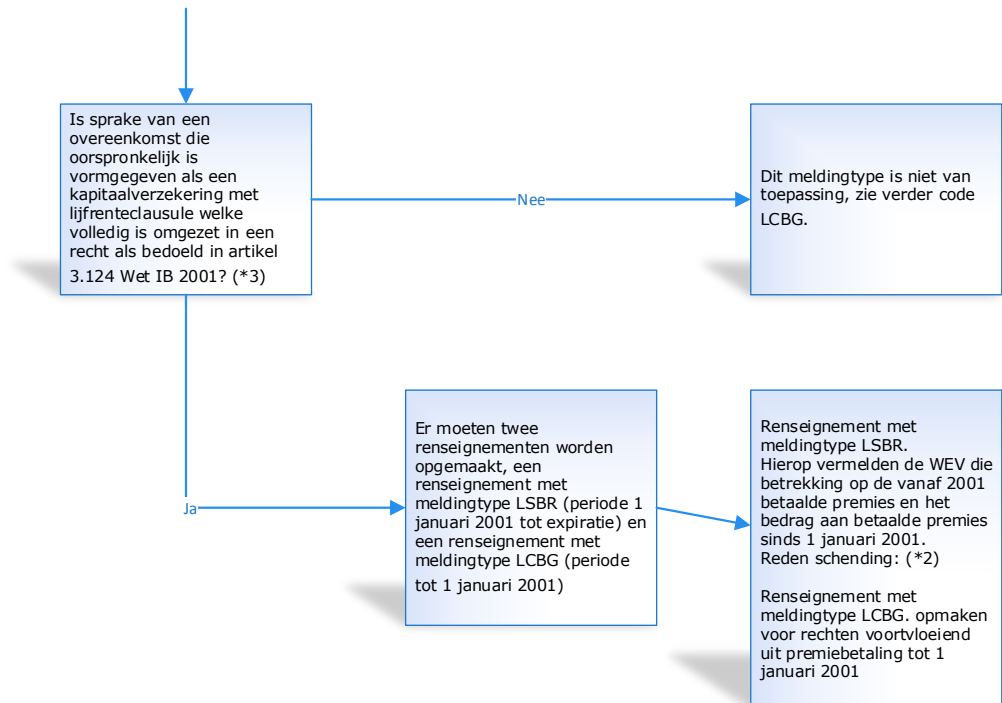 Is sprake van een
overeenkomst die
oorspronkelijk is
vormgegeven als een
kapitaalverzekering met
lijfrenteclausule welke
volledig is omgezet in een
recht als bedoeld in artikel
3.124 Wet IB 2001? (*3)
Nee
Dit meldingtype is niet van
toepassing, zie verder code
LCBG.
Ja
Er moeten twee
renseignementen worden
opgemaakt, een
renseignement met
meldingtype LSBR (periode 1
januari 2001 tot expiratie) en
een renseignement met
meldingtype LCBG (periode
tot 1 januari 2001)
Renseignement met
meldingtype LSBR.
Hierop vermelden de WEV die
betrekking op de vanaf 2001
betaalde premies en het
bedrag aan betaalde premies
sinds 1 januari 2001.
Reden schending: (*2)
Renseignement met
meldingtype LCBG. opmaken
voor rechten voortvloeiend
uit premiebetaling tot 1
januari 2001